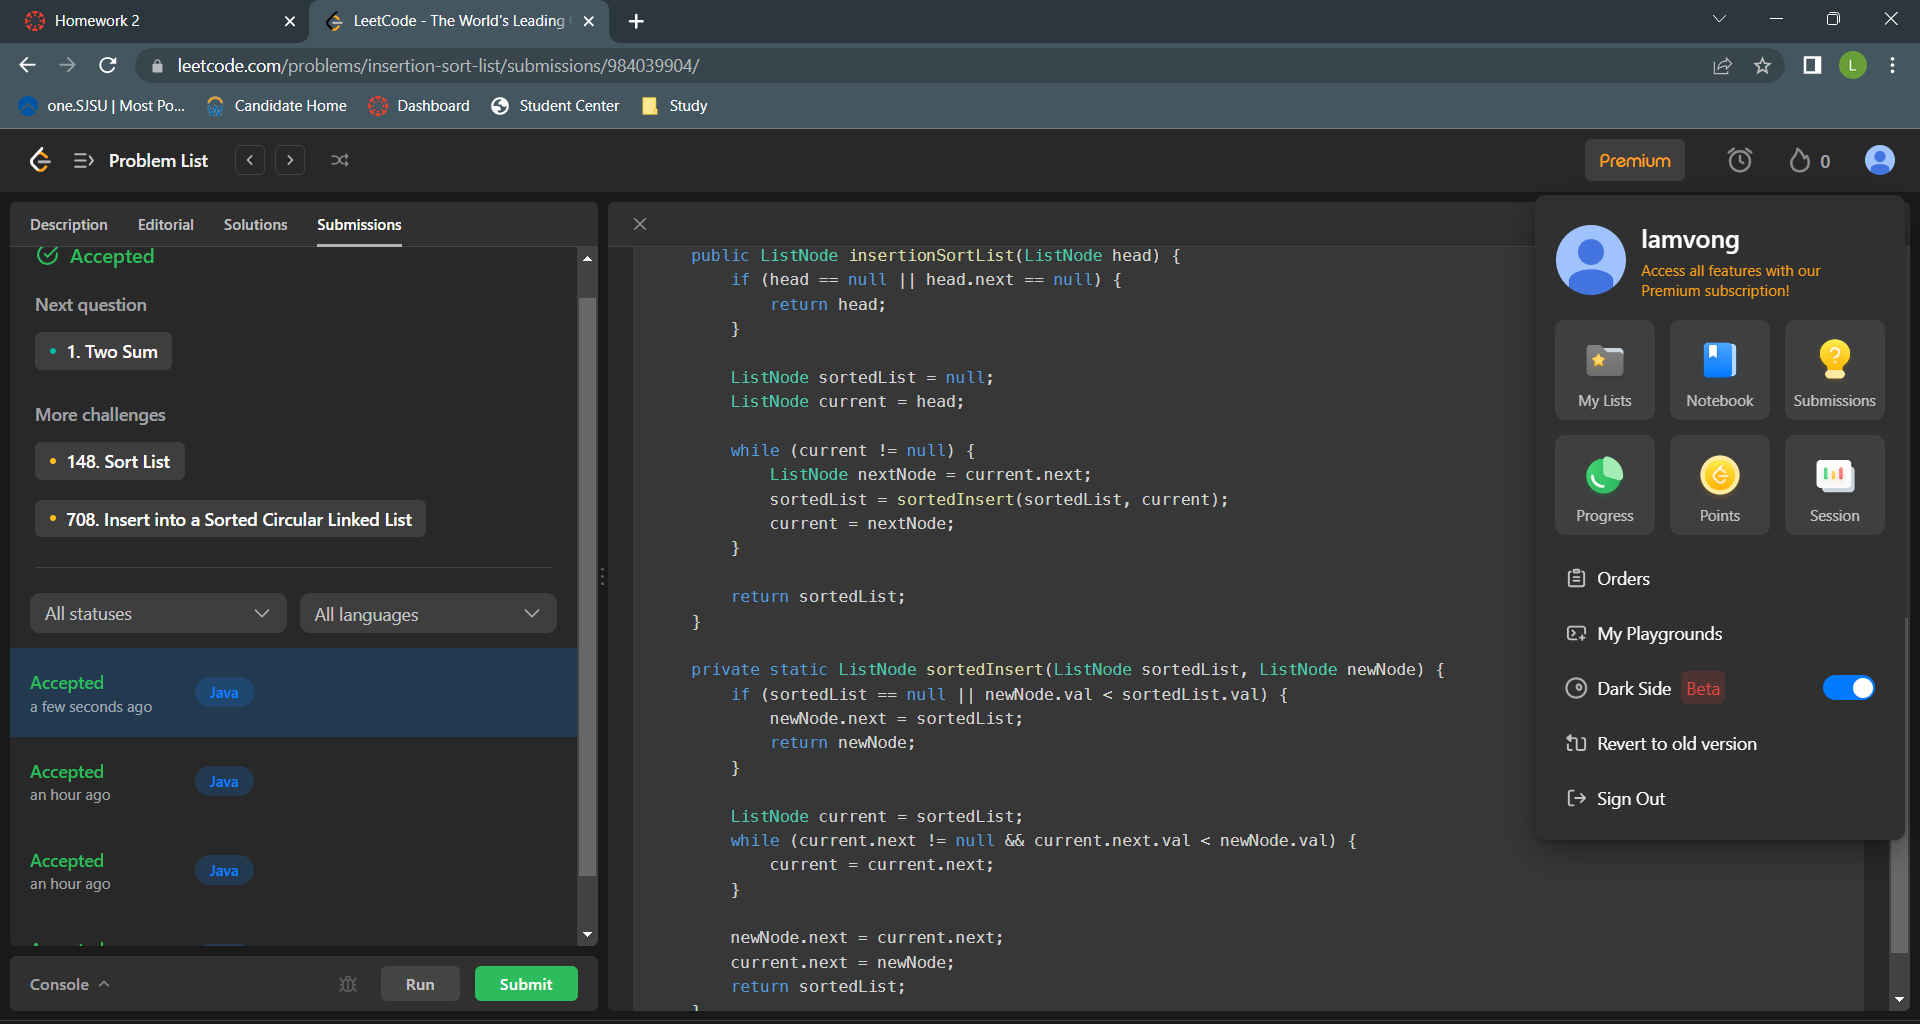 Homework 2
LeetCode - The World's Leading
leetcode.com/problems/insertion-sort-list/submissions/984039904/
L
one.SJSU | Most Po...
Candidate Home
Dashboard
Student Center
Study
Problem List
Premium
0
Description
Editorial
Solutions
Submissions
Accepted
Next question
1. Two Sum
More challenges
148. Sort List
708. Insert into a Sorted Circular Linked List
All statuses
All languages
Accepted
a few seconds ago
Java
Accepted
an hour ago
Java
Accepted
an hour ago
Java
Console
Run
Submit
public ListNode insertionSortList(ListNode head) {
if (head == null || head.next == null) {
return head;
}
ListNode sortedList = null;
ListNode current = head;
while (current != null) {
ListNode nextNode = current.next;
sortedList = sortedInsert(sortedList, current);
current = nextNode;
}
return sortedList;
}
private static ListNode sortedInsert(ListNode sortedList, ListNode newNode) {
if (sortedList == null || newNode.val < sortedList.val) {
newNode.next = sortedList;
return newNode;
}
ListNode current = sortedList;
while (current.next != null && current.next.val < newNode.val) {
current = current.next;
}
newNode.next = current.next;
current.next = newNode;
return sortedList;
lamvong
Access all features with our
Premium subscription!
My Lists
Notebook
Submissions
Progress
Points
Session
Orders
My Playgrounds
Dark Side Beta
Revert to old version
Sign Out